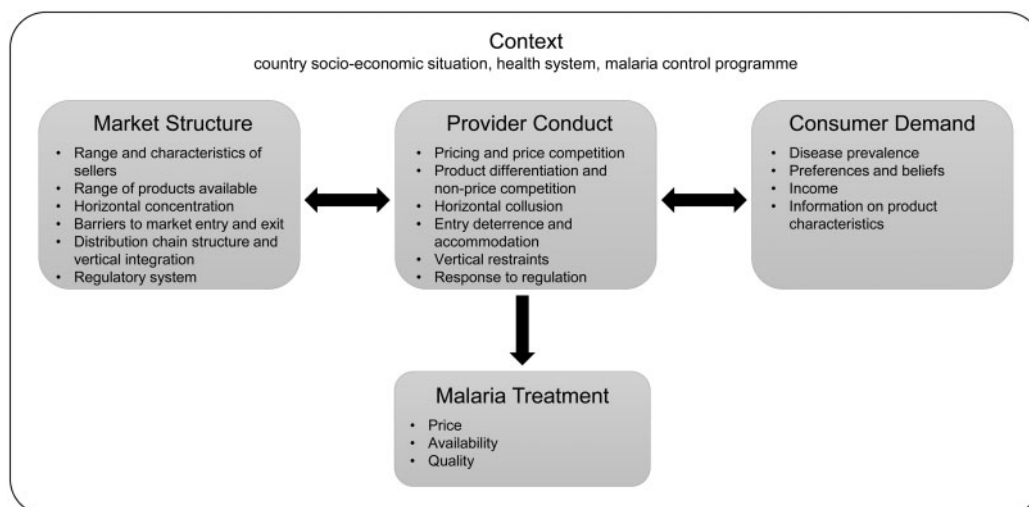 Context
country socio-economic situation, health system, malaria control programme
Market Structure
• Range and characteristics of
sellers
• Range of products available
• Horizontal concentration
• Barriers to market entry and exit
• Distribution chain structure and
vertical integration
• Regulatory system
Provider Conduct
• Pricing and price competition
• Product differentiation and
non-price competition
• Horizontal collusion
• Entry deterrence and
accommodation
• Vertical restraints
• Response to regulation
Consumer Demand
• Disease prevalence
• Preferences and beliefs
• Income
• Information on product
characteristics
Malaria Treatment
• Price
• Availability
• Quality